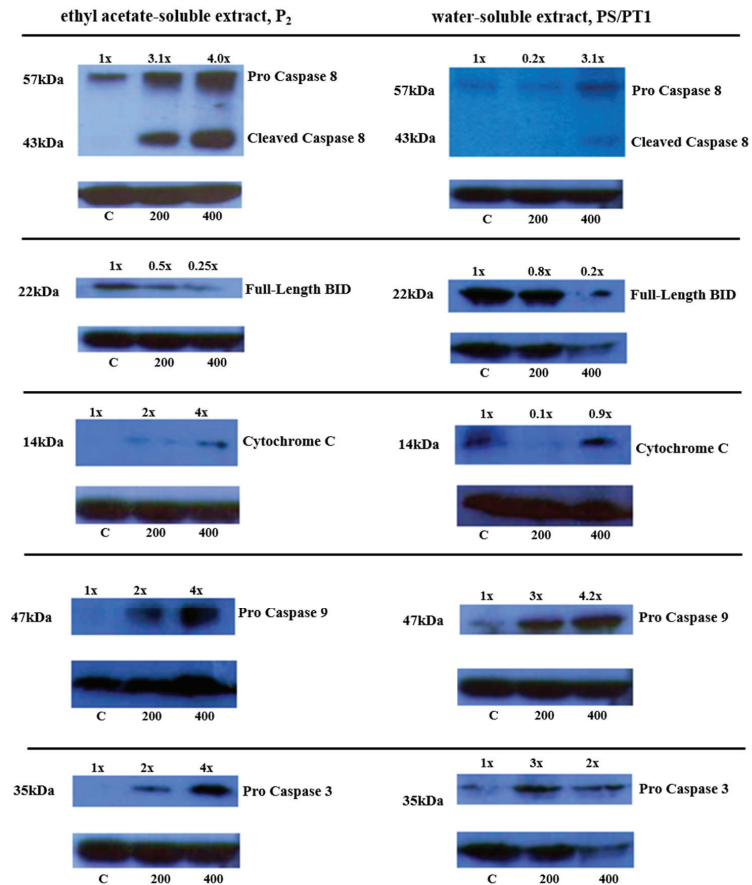 ethyl acetate-soluble extract, P₂
water-soluble extract, PS/PT1
1x 3.1x 4.0x
57kDa
Pro Caspase 8
43kDa
Cleaved Caspase 8
C 200 400
1x 0.2x 3.1x
57kDa
Pro Caspase 8
43kDa
Cleaved Caspase 8
C 200 400
1x 0.5x 0.25x
22kDa
Full-Length BID
C 200 400
1x 0.8x 0.2x
22kDa
Full-Length BID
C 200 400
1x 2x 4x
14kDa
Cytochrome C
C 200 400
1x 0.1x 0.9x
14kDa
Cytochrome C
C 200 400
1x 2x 4x
47kDa
Pro Caspase 9
C 200 400
1x 3x 4.2x
47kDa
Pro Caspase 9
C 200 400
1x 2x 4x
35kDa
Pro Caspase 3
C 200 400
1x 3x 2x
35kDa
Pro Caspase 3
C 200 400